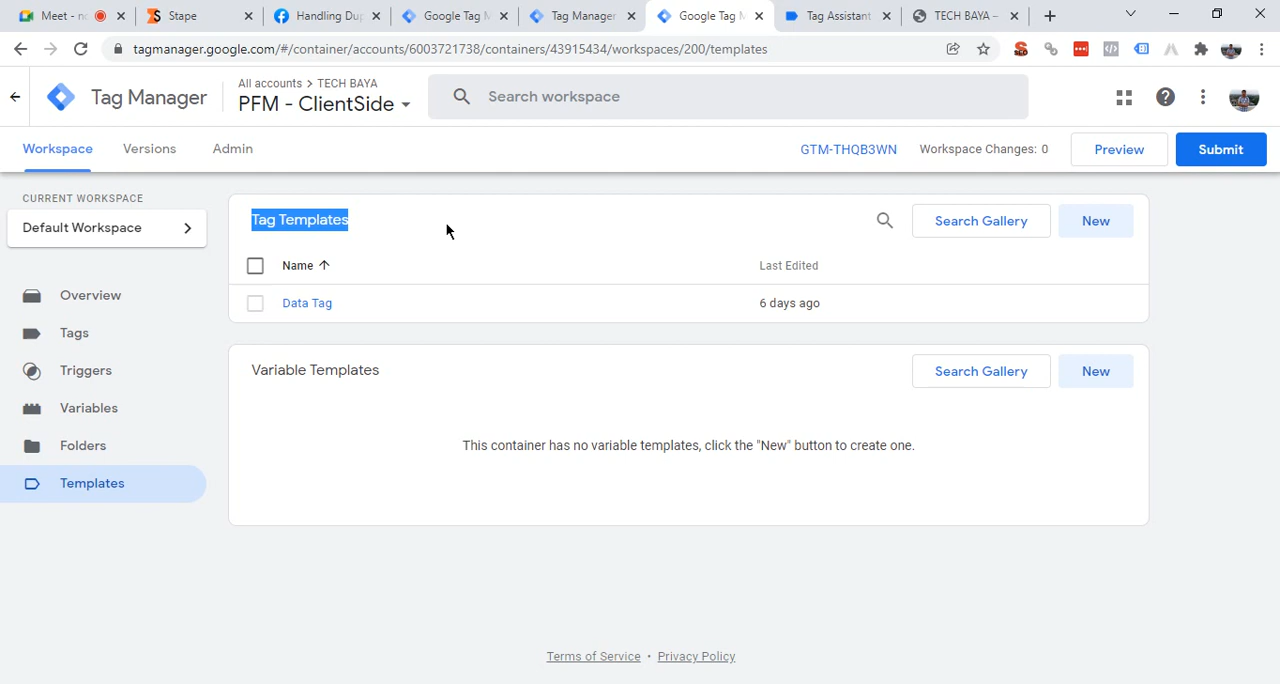 Meet - no
Stape
Handling Dup
Google Tag M
Tag Manager
Google Tag M
Tag Assistant
TECH BAYA –
tagmanager.google.com/#/container/accounts/6003721738/containers/43915434/workspaces/200/templates
SEO
Tag Manager
All accounts > TECH BAYA
PFM - ClientSide
Search workspace
Workspace
Versions
Admin
GTM-THQB3WN
Workspace Changes: 0
Preview
Submit
CURRENT WORKSPACE
Default Workspace
Overview
Tags
Triggers
Variables
Folders
Templates
Tag Templates
Search Gallery
New
Name
Last Edited
Data Tag
6 days ago
Variable Templates
Search Gallery
New
This container has no variable templates, click the "New" button to create one.
Terms of Service • Privacy Policy